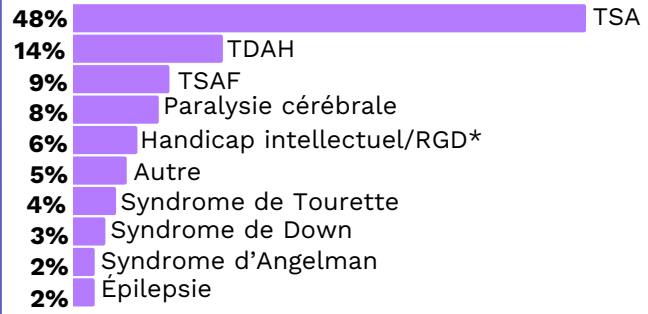 48% TSA
14% TDAH
9% TSAF
8% Paralysie cérébrale
6% Handicap intellectuel/RGD*
5% Autre
4% Syndrome de Tourette
3% Syndrome de Down
2% Syndrome d’Angelman
2% Épilepsie